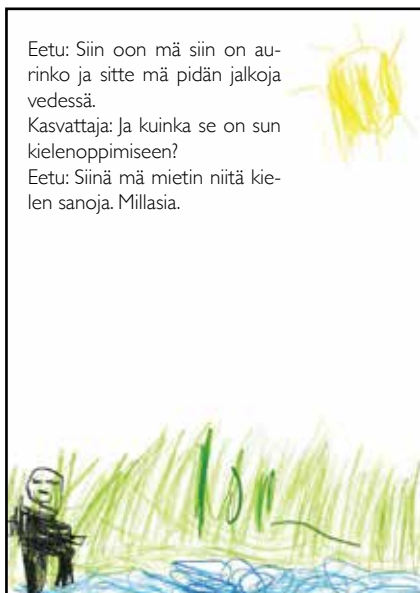 Eetu: Siin oon mä siin on au-
rinko ja sitte mä pidän jalkoja
vedessä.
Kasvattaja: Ja kuinka se on sun
kielenoppimiseen?
Eetu: Siinä mä mietin niitä kie-
len sanoja. Millasia.